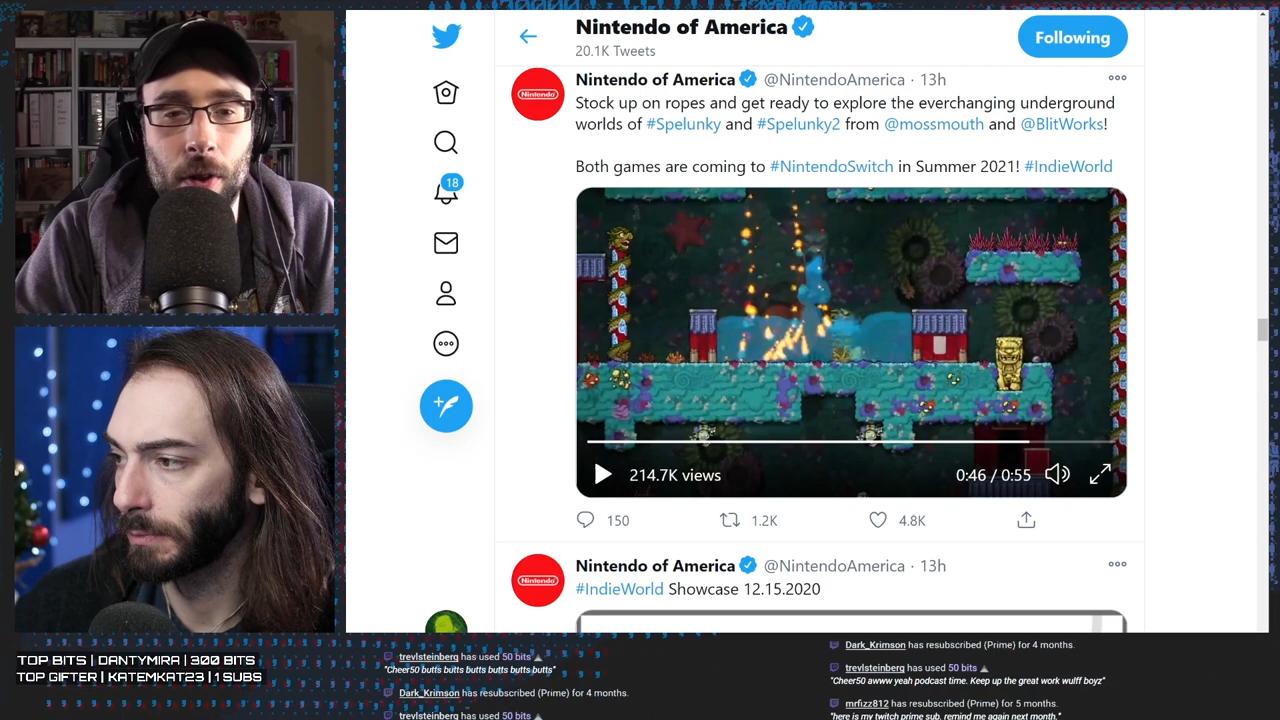 Nintendo of America
20.1K Tweets
Following
18
Nintendo
Nintendo of America @NintendoAmerica · 13h
Stock up on ropes and get ready to explore the everchanging underground
worlds of #Spelunky and #Spelunky2 from @mossmouth and @BlitWorks!
Both games are coming to #NintendoSwitch in Summer 2021! #IndieWorld
214.7K views
0:46 / 0:55
150
1.2K
4.8K
Nintendo
Nintendo of America @NintendoAmerica · 13h
#IndieWorld Showcase 12.15.2020
TOP BITS | DANTYMIRA | 300 BITS
TOP GIFTER | KATEMKAT23 | 1 SUBS
trevlsteinberg has used 50 bits
"Cheer50 butts butts butts butts butts butts"
Dark_Krimson has resubscribed (Prime) for 4 months.
trevlsteinberg has used 50 bits
Dark_Krimson has resubscribed (Prime) for 4 months.
trevlsteinberg has used 50 bits
"Cheer50 awww yeah podcast time. Keep up the great work wulff boyz"
mrfizz812 has resubscribed (Prime) for 5 months.
"here is my twitch prime sub. remind me again next month."